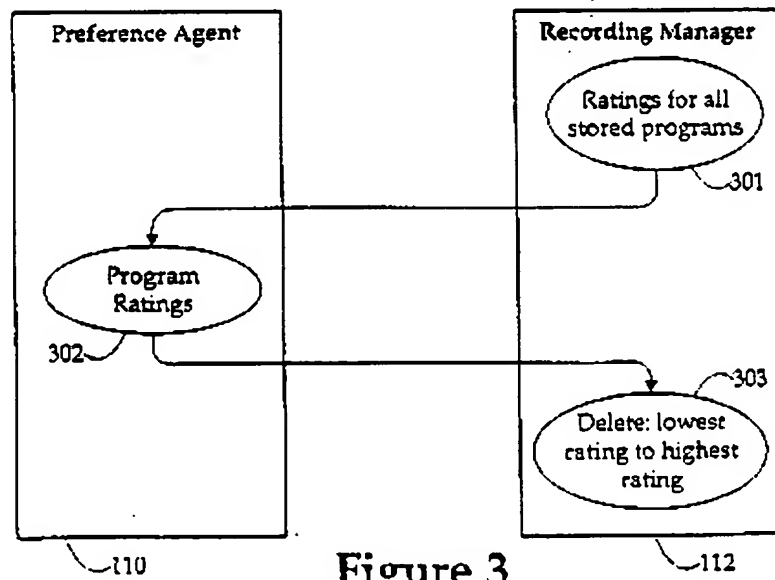 Preference Agent
Recording Manager
Ratings for all
stored programs
301
Program
Ratings
302
303
Delete: lowest
rating to highest
rating
110
112
Figure 3